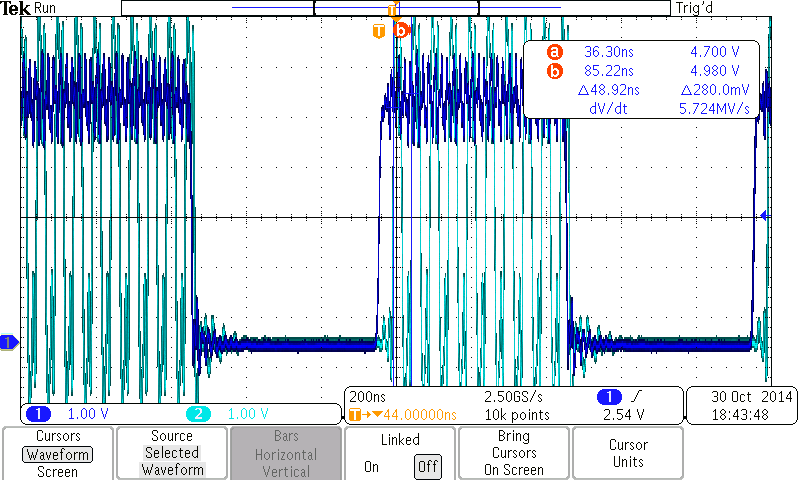 Tek Run Trig'd
T
T b
a 36.30ns 4.700 V
b 85.22ns 4.980 V
Δ48.92ns Δ280.0mV
dV/dt 5.724MV/s
1
1 1.00 V 2 1.00 V
200ns 2.50GS/s 1 30 Oct 2014
T→▼44.00000ns 10k points 2.54 V 18:43:48
Cursors
Waveform
Screen
Source
Selected
Waveform
Bars
Horizontal
Vertical
Linked
On Off
Bring
Cursors
On Screen
Cursor
Units